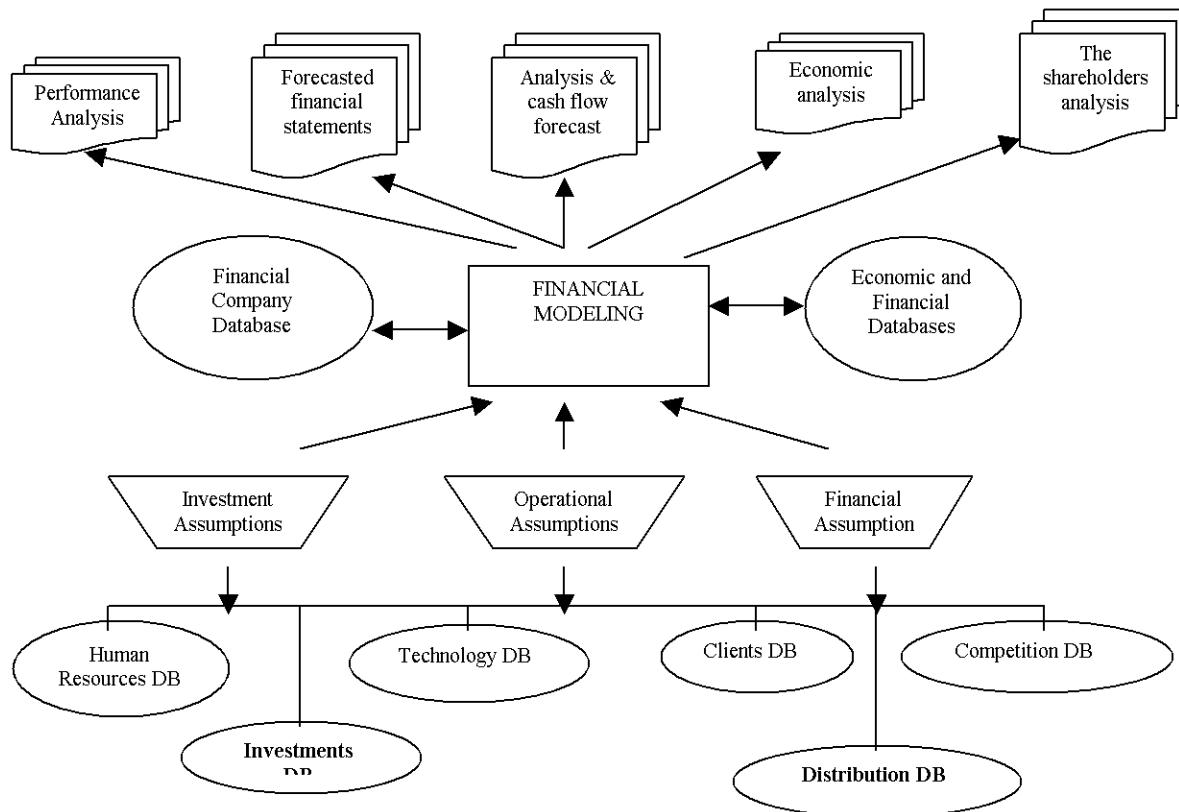 Performance
Analysis
Forecasted
financial
statements
Analysis &
cash flow
forecast
Economic
analysis
The
shareholders
analysis
Financial
Company
Database
FINANCIAL
MODELING
Economic and
Financial
Databases
Investment
Assumptions
Operational
Assumptions
Financial
Assumption
Human
Resources DB
Technology DB
Clients DB
Competition DB
Investments
DB
Distribution DB